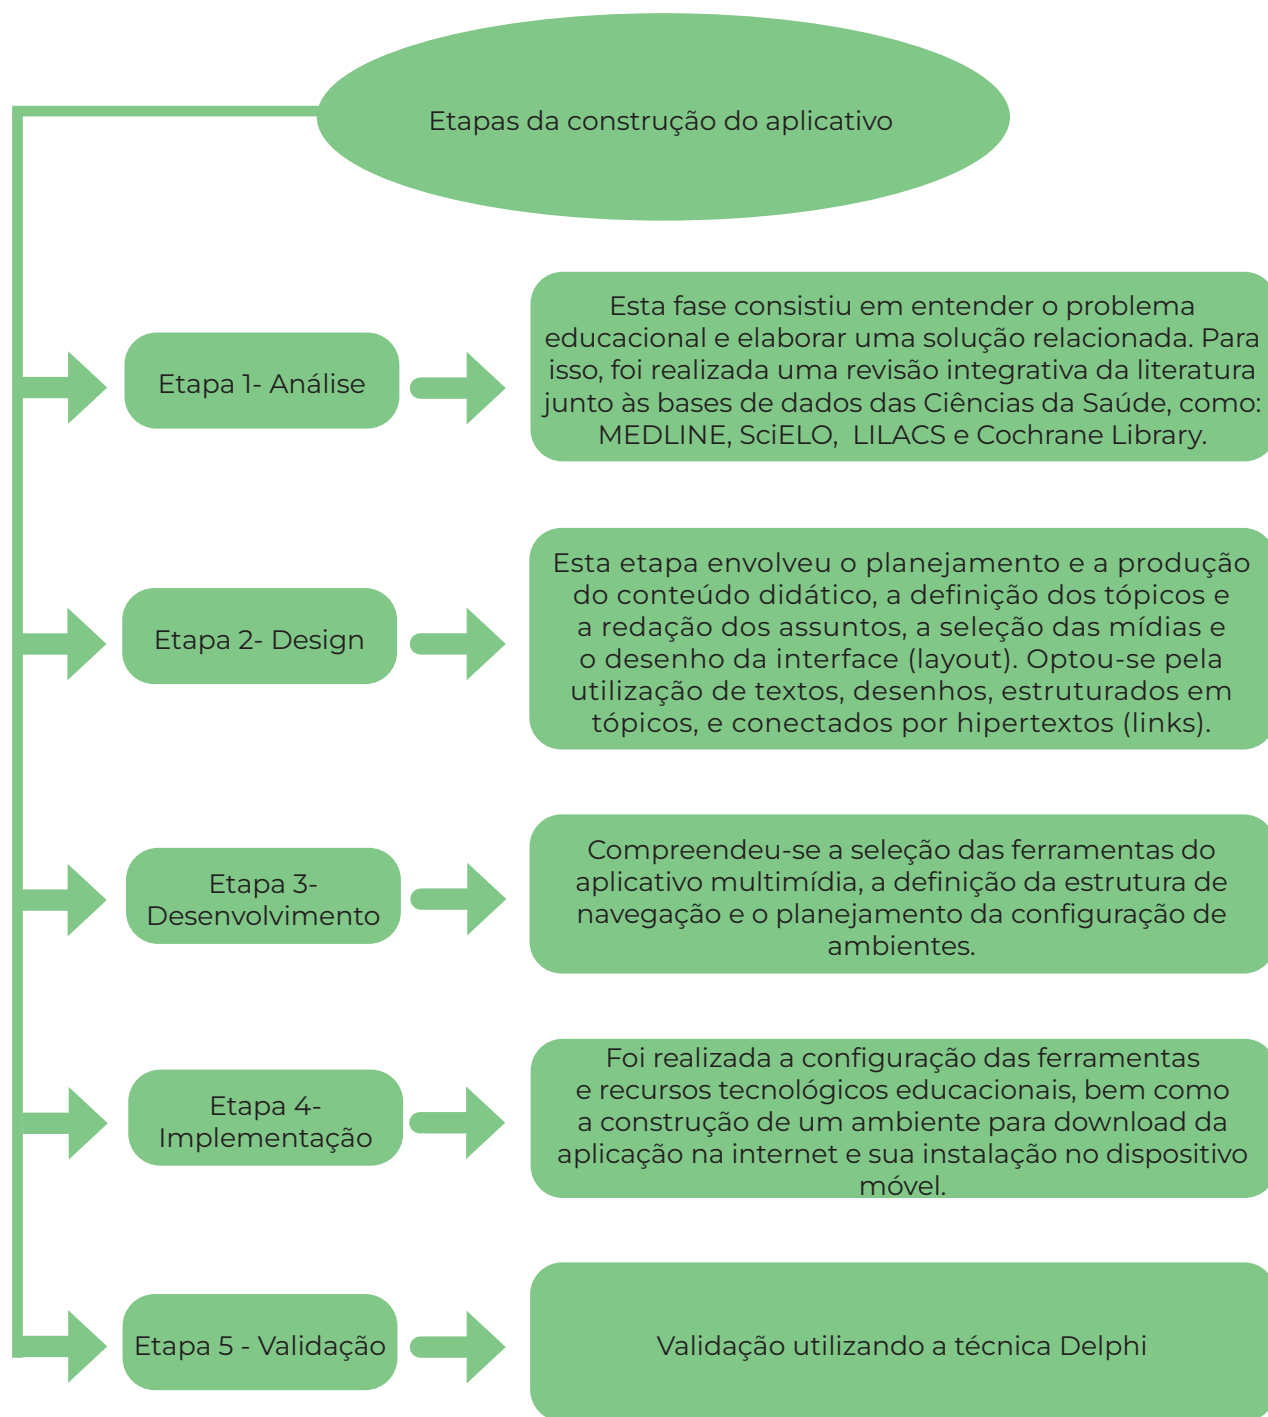 Etapas da construção do aplicativo
Etapa 1- Análise
Esta fase consistiu em entender o problema
educacional e elaborar uma solução relacionada. Para
isso, foi realizada uma revisão integrativa da literatura
junto às bases de dados das Ciências da Saúde, como:
MEDLINE, SciELO, LILACS e Cochrane Library.
Etapa 2- Design
Esta etapa envolveu o planejamento e a produção
do conteúdo didático, a definição dos tópicos e
a redação dos assuntos, a seleção das mídias e
o desenho da interface (layout). Optou-se pela
utilização de textos, desenhos, estruturados em
tópicos, e conectados por hipertextos (links).
Etapa 3-
Desenvolvimento
Compreendeu-se a seleção das ferramentas do
aplicativo multimídia, a definição da estrutura de
navegação e o planejamento da configuração de
ambientes.
Etapa 4-
Implementação
Foi realizada a configuração das ferramentas
e recursos tecnológicos educacionais, bem como
a construção de um ambiente para download da
aplicação na internet e sua instalação no dispositivo
móvel.
Etapa 5 - Validação
Validação utilizando a técnica Delphi